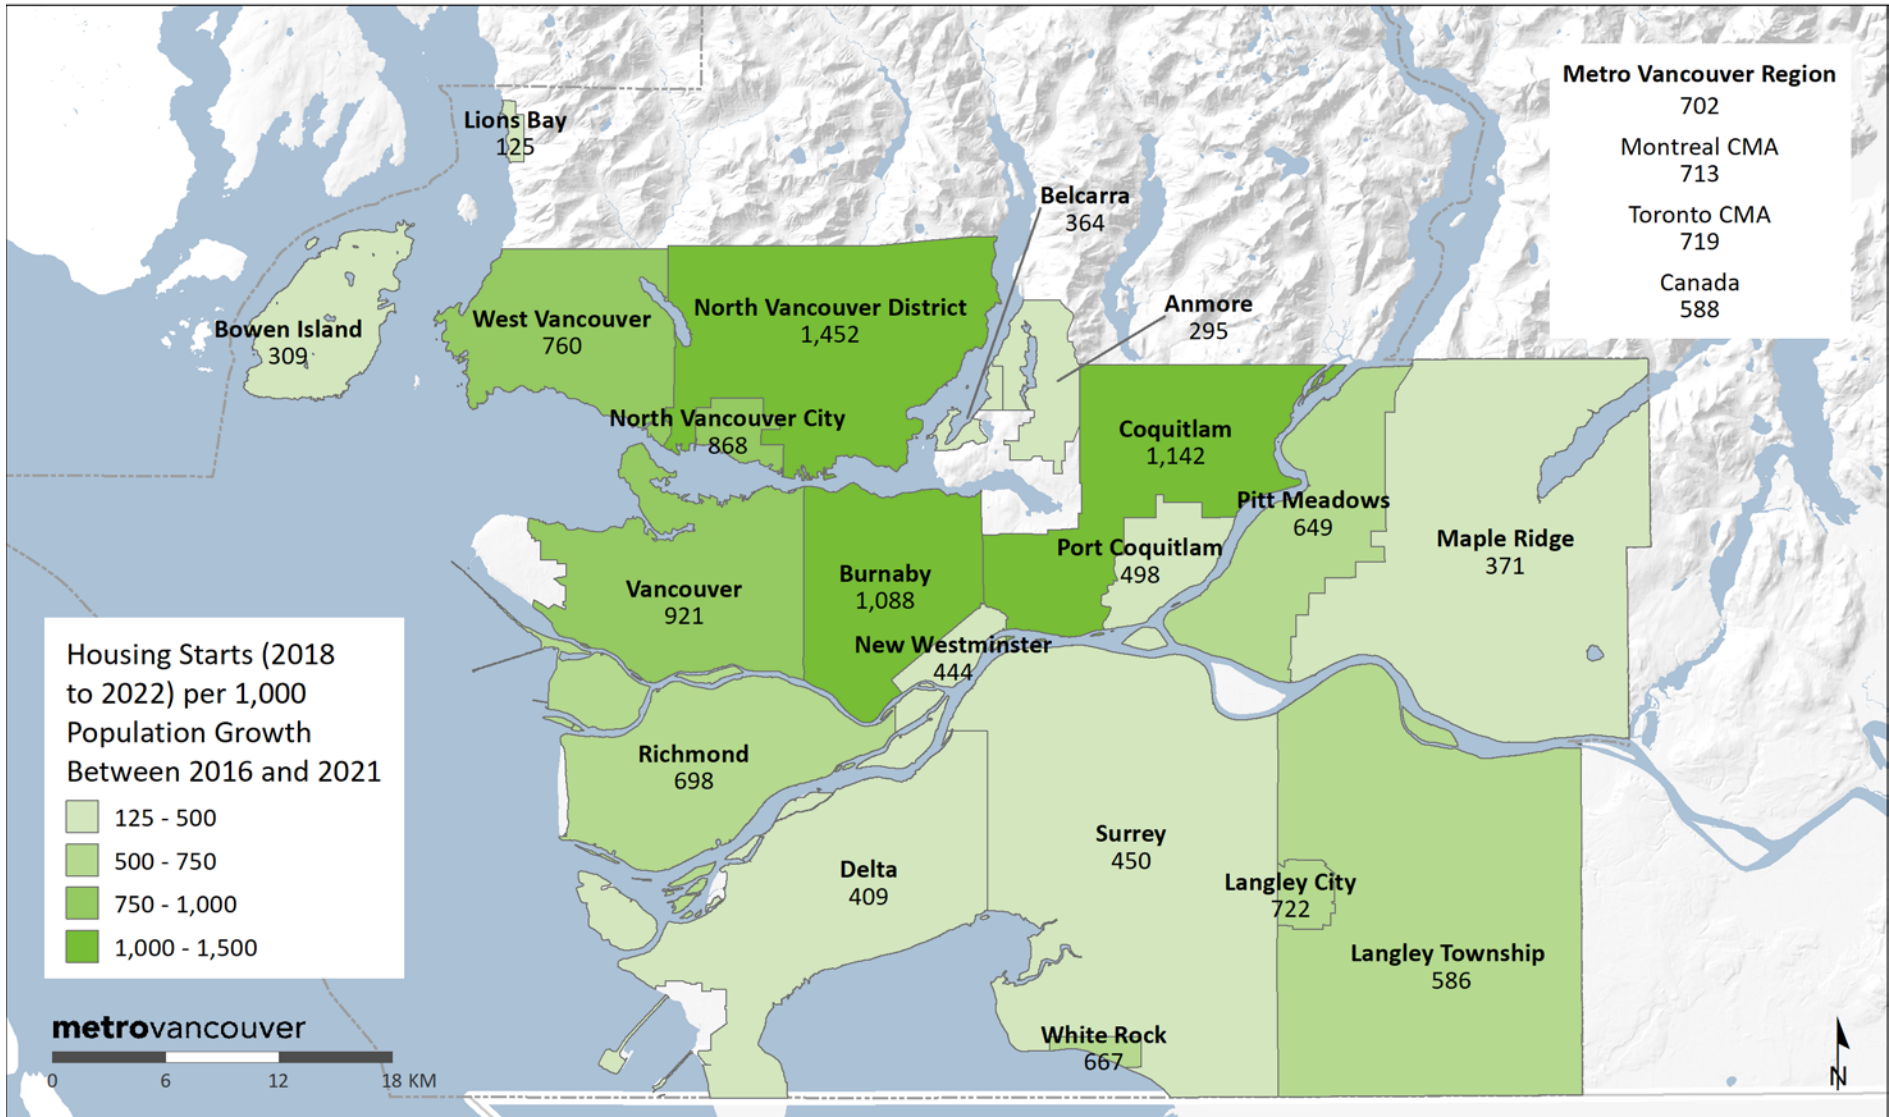 Metro Vancouver Region
702
Montreal CMA
713
Toronto CMA
719
Canada
588
Lions Bay
125
Belcarra
364
Anmore
295
Bowen Island
309
West Vancouver
760
North Vancouver District
1,452
North Vancouver City
868
Coquitlam
1,142
Pitt Meadows
649
Maple Ridge
371
Port Coquitlam
498
Vancouver
921
Burnaby
1,088
New Westminster
444
Richmond
698
Delta
409
Surrey
450
Langley City
722
Langley Township
586
White Rock
667
Housing Starts (2018
to 2022) per 1,000
Population Growth
Between 2016 and 2021
125 - 500
500 - 750
750 - 1,000
1,000 - 1,500
metrovancouver
0 6 12 18 KM
N